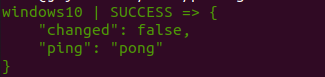 windows10 | SUCCESS => {
    "changed": false,
    "ping": "pong"
}